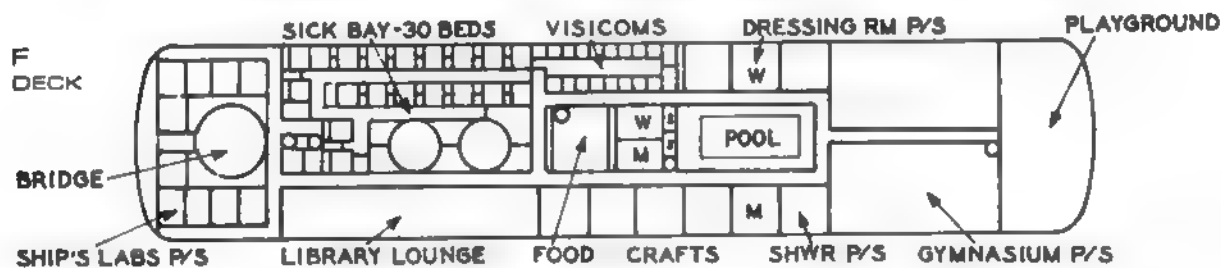 SICK BAY-30 BEDS VISICOMS DRESSING RM P/S PLAYGROUND
F
DECK
W
W
M
POOL
BRIDGE
M
SHIP'S LABS P/S LIBRARY LOUNGE FOOD CRAFTS SHWR P/S GYMNASIUM P/S